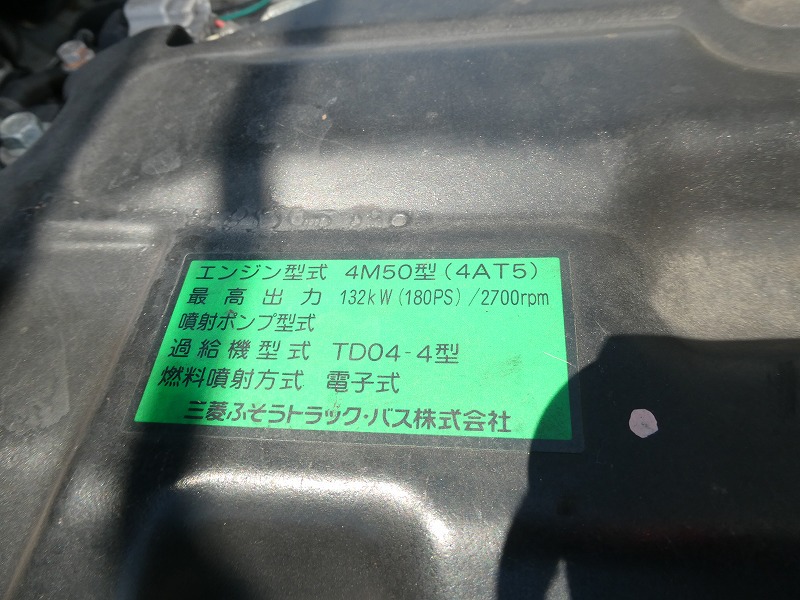 エンジン型式 4M50型(4AT5)
最高出力 132kW(180PS)/2700rpm
噴射ポンプ型式
過給機型式 TD04-4型
燃料噴射方式 電子式
三菱ふそうトラック・バス株式会社